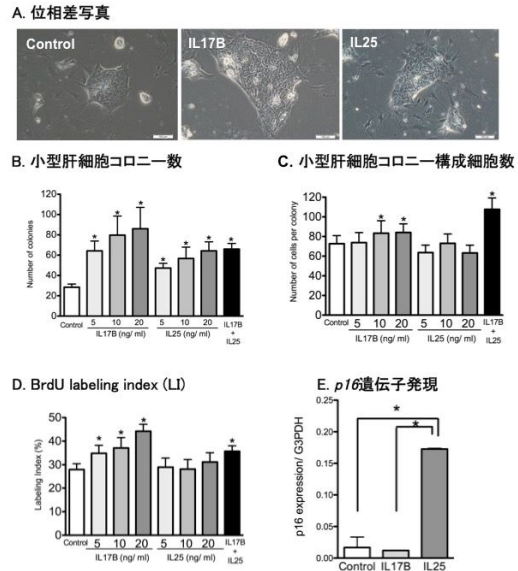 A. 位相差写真
Control IL17B IL25
B. 小型肝細胞コロニー数
Number of colonies
120
100
80
60
40
20
0
* * * * * * *
Control 5 10 20 5 10 20 IL17B + IL25
IL17B (ng/ ml) IL25 (ng/ ml)
C. 小型肝細胞コロニー構成細胞数
Number of cells per colony
120
100
80
60
40
20
0
* * *
Control 5 10 20 5 10 20 IL17B + IL25
IL17B (ng/ ml) IL25 (ng/ ml)
D. BrdU labeling index (LI)
Labeling Index (%)
50
40
30
20
10
0
* * * *
Control 5 10 20 5 10 20 IL17B + IL25
IL17B (ng/ ml) IL25 (ng/ ml)
E. p16遺伝子発現
p16 expression/ G3PDH
0.25
0.20
0.15
0.10
0.05
0.00
* *
Control IL17B IL25